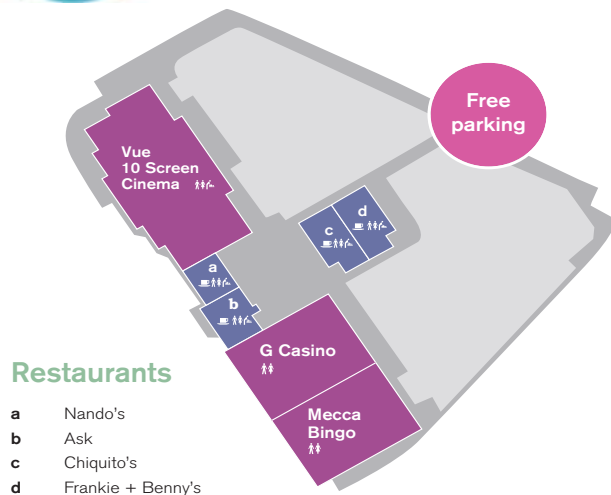 Free
parking
Vue
10 Screen
Cinema
a
b
c
d
G Casino
Mecca
Bingo
Restaurants
a Nando's
b Ask
c Chiquito's
d Frankie + Benny's